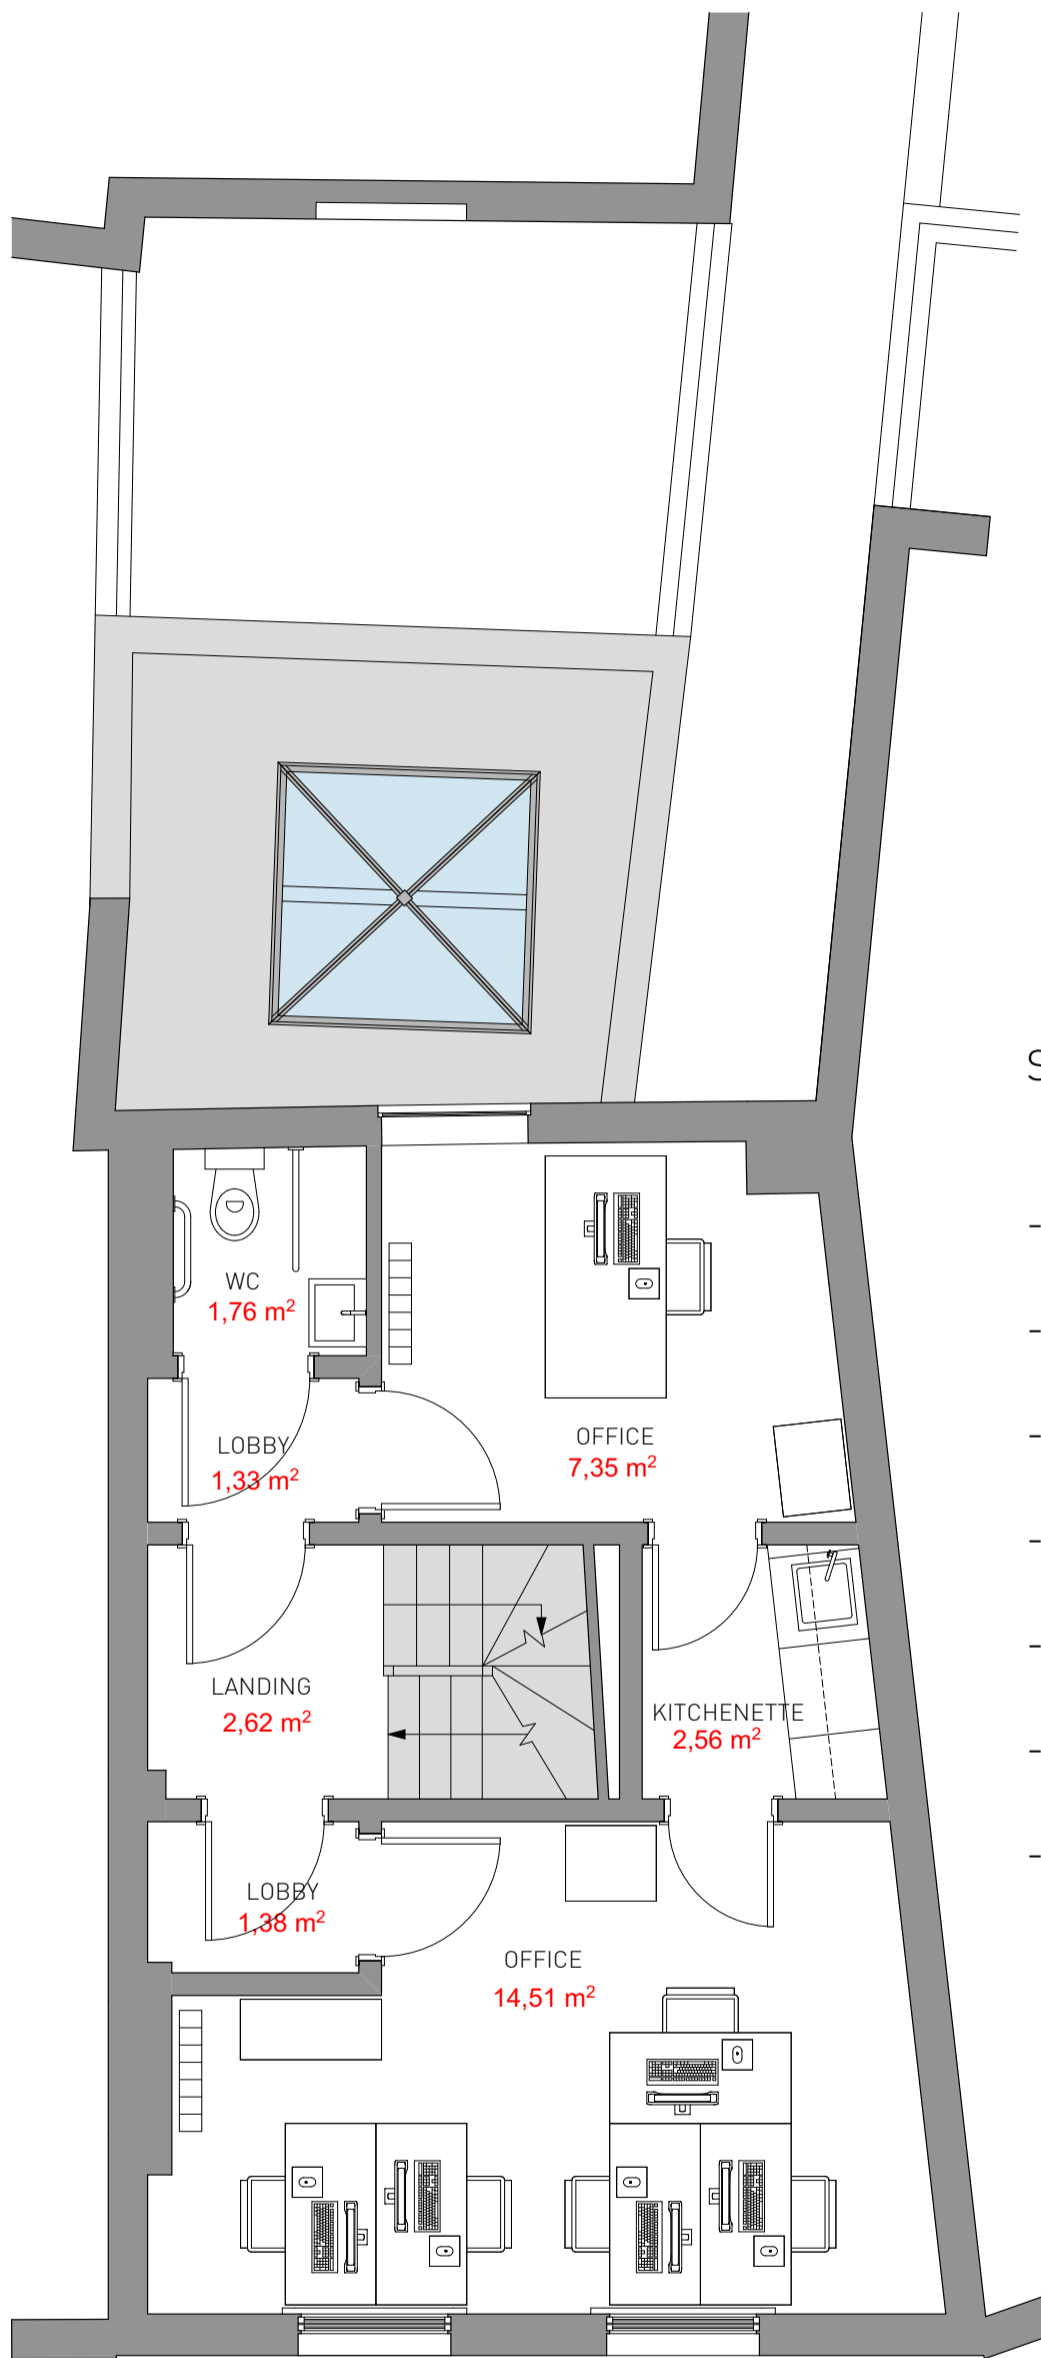 S
WC
1,76 m²
LOBBY
1,33 m²
OFFICE
7,35 m²
LANDING
2,62 m²
KITCHENETTE
2,56 m²
LOBBY
1,38 m²
OFFICE
14,51 m²